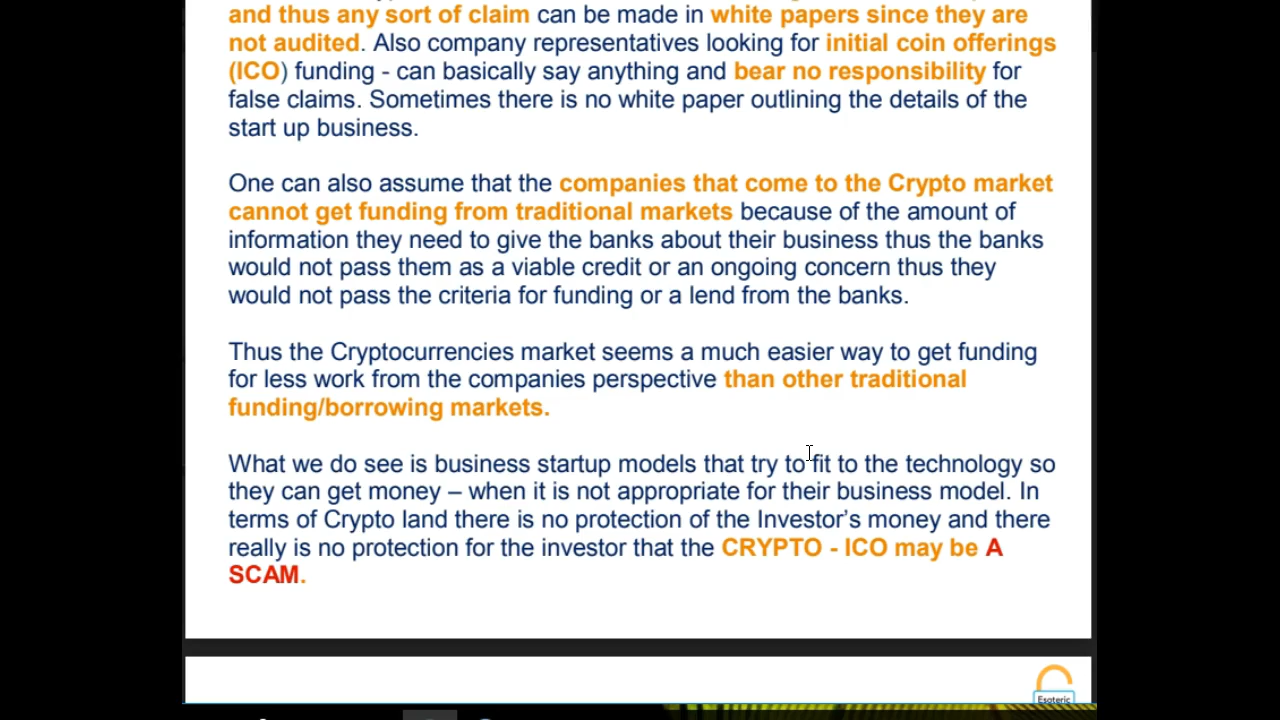 and thus any sort of claim can be made in white papers since they are
not audited. Also company representatives looking for initial coin offerings
(ICO) funding - can basically say anything and bear no responsibility for
false claims. Sometimes there is no white paper outlining the details of the
start up business.
One can also assume that the companies that come to the Crypto market
cannot get funding from traditional markets because of the amount of
information they need to give the banks about their business thus the banks
would not pass them as a viable credit or an ongoing concern thus they
would not pass the criteria for funding or a lend from the banks.
Thus the Cryptocurrencies market seems a much easier way to get funding
for less work from the companies perspective than other traditional
funding/borrowing markets.
What we do see is business startup models that try to fit to the technology so
they can get money – when it is not appropriate for their business model. In
terms of Crypto land there is no protection of the Investor’s money and there
really is no protection for the investor that the CRYPTO - ICO may be A
SCAM.
Esoteric